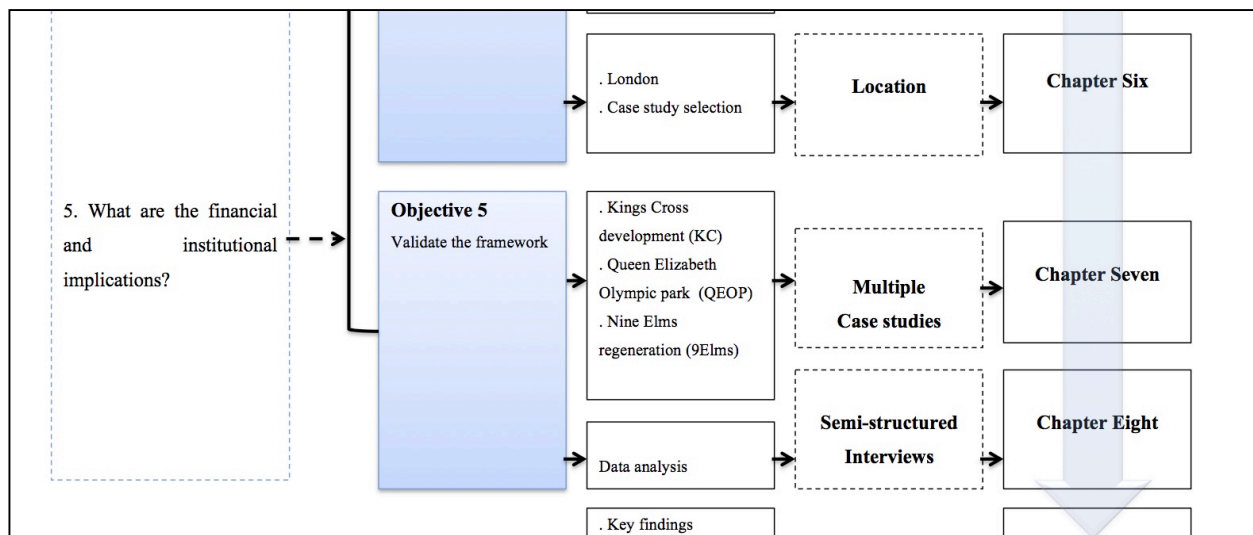 . London
. Case study selection
Location
Chapter Six
5. What are the financial
and institutional
implications?
Objective 5
Validate the framework
. Kings Cross
development (KC)
. Queen Elizabeth
Olympic park (QEOP)
. Nine Elms
regeneration (9Elms)
Multiple
Case studies
Chapter Seven
Data analysis
Semi-structured
Interviews
Chapter Eight
. Key findings